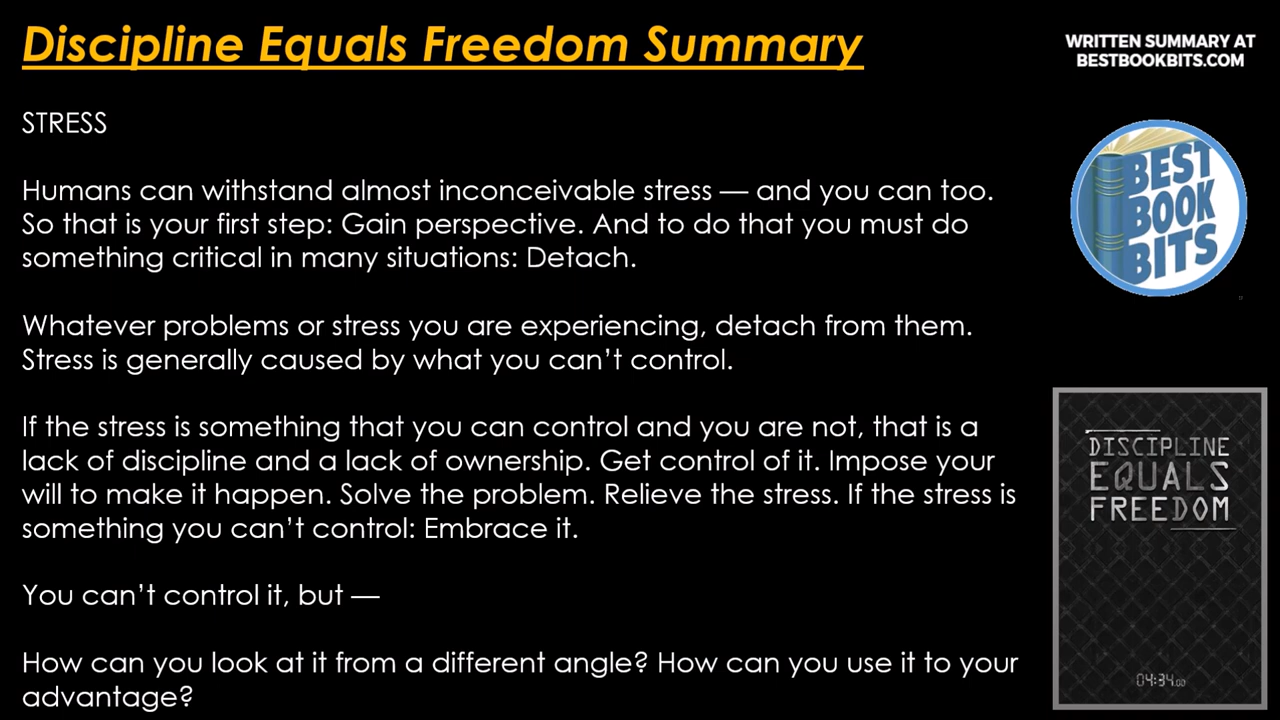 Discipline Equals Freedom Summary
WRITTEN SUMMARY AT
BESTBOOKBITS.COM
STRESS
Humans can withstand almost inconceivable stress — and you can too.
So that is your first step: Gain perspective. And to do that you must do
something critical in many situations: Detach.
Whatever problems or stress you are experiencing, detach from them.
Stress is generally caused by what you can’t control.
If the stress is something that you can control and you are not, that is a
lack of discipline and a lack of ownership. Get control of it. Impose your
will to make it happen. Solve the problem. Relieve the stress. If the stress is
something you can’t control: Embrace it.
You can’t control it, but —
How can you look at it from a different angle? How can you use it to your
advantage?
BEST
BOOK
BITS
DISCIPLINE
EQUALS
FREEDOM
04:34.00